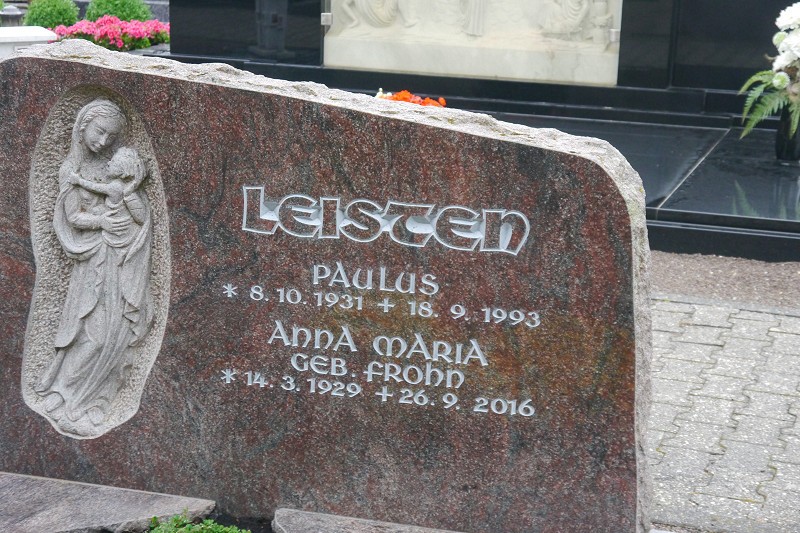 LEISTEN
PAULUS
* 8. 10. 1931 + 18. 9. 1993
ANNA MARIA
GEB. FROHN
* 14. 3. 1929 + 26. 9. 2016